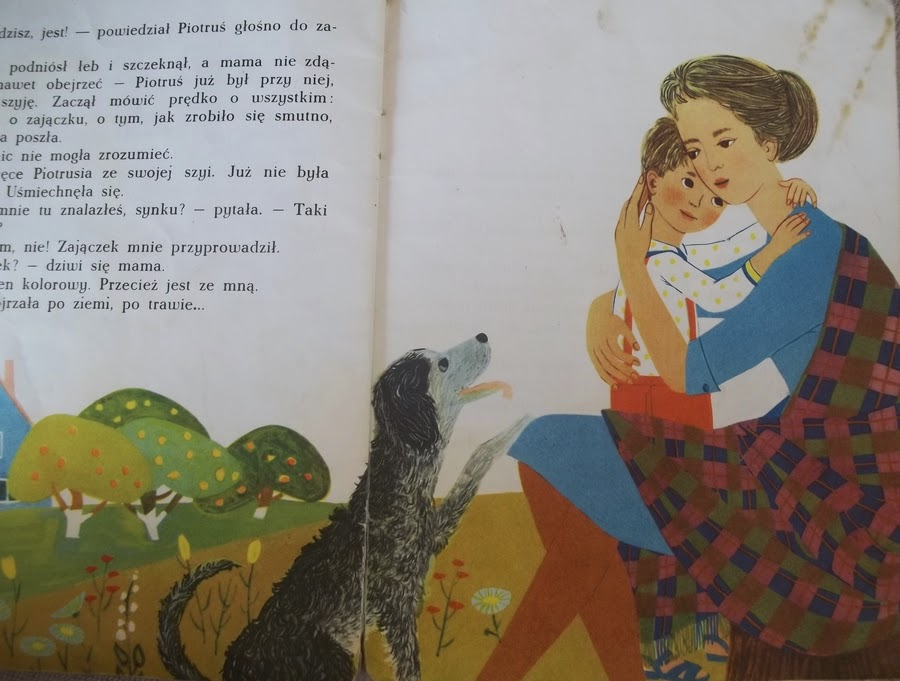 dzisz, jest! — powiedział Piotruś głośno do za-
podniósł łeb i szczeknął, a mama nie zdą-
nawet obejrzeć — Piotruś już był przy niej,
szyję. Zaczął mówić prędko o wszystkim:
o zajączku, o tym, jak zrobiło się smutno,
a poszła.
ic nie mogła zrozumieć.
ęce Piotrusia ze swojej szyi. Już nie była
Uśmiechnęła się.
mnie tu znalazłeś, synku? — pytała. — Taki
?
m, nie! Zajączek mnie przyprowadził.
ek? — dziwi się mama.
en kolorowy. Przecież jest ze mną.
ejrzała po ziemi, po trawie...